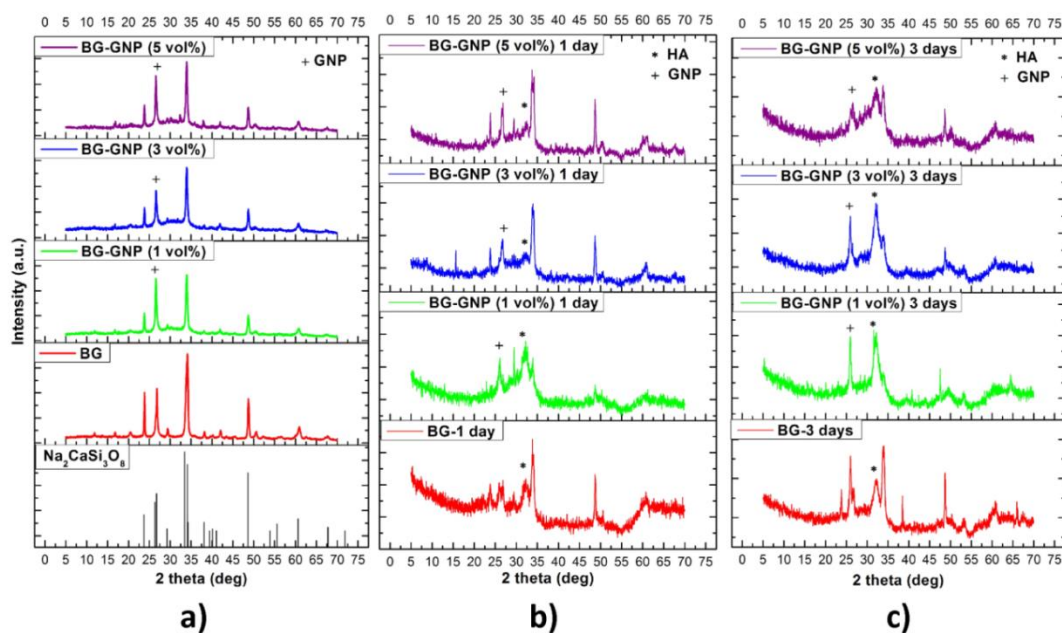 0 5 10 15 20 25 30 35 40 45 50 55 60 65 70 75
BG-GNP (5 vol%)
+ GNP
+
BG-GNP (3 vol%)
+
BG-GNP (1 vol%)
+
BG
Na₂CaSi₃O₈
Intensity (a.u.)
0 5 10 15 20 25 30 35 40 45 50 55 60 65 70 75
2 theta (deg)
a)
0 5 10 15 20 25 30 35 40 45 50 55 60 65 70 75
BG-GNP (5 vol%) 1 day
* HA
+ GNP
+ *
BG-GNP (3 vol%) 1 day
+ *
BG-GNP (1 vol%) 1 day
+ *
BG-1 day
*
0 5 10 15 20 25 30 35 40 45 50 55 60 65 70 75
2 theta (deg)
b)
0 5 10 15 20 25 30 35 40 45 50 55 60 65 70 75
BG-GNP (5 vol%) 3 days
* HA
+ GNP
+ *
BG-GNP (3 vol%) 3 days
+ *
BG-GNP (1 vol%) 3 days
+ *
BG-3 days
*
0 5 10 15 20 25 30 35 40 45 50 55 60 65 70 75
2 theta (deg)
c)